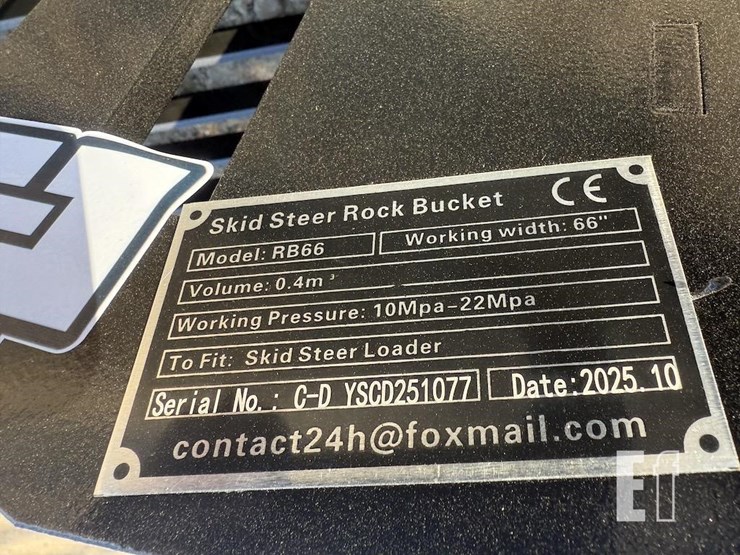 Skid Steer Rock Bucket CE
Model: RB66 Working width: 66"
Volume: 0.4m³
Working Pressure: 10Mpa-22Mpa
To Fit: Skid Steer Loader
Serial No.: C-D YSCD251077 Date:2025.10
contact24h@foxmail.com